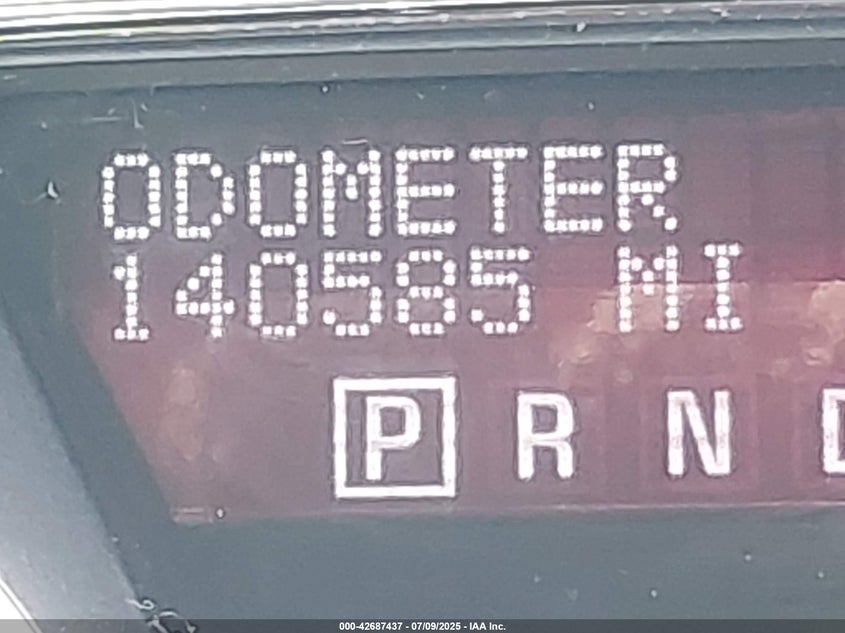 ODOMETER
140585 MI
P R N
000-42687437 - 07/09/2025 - IAA Inc.